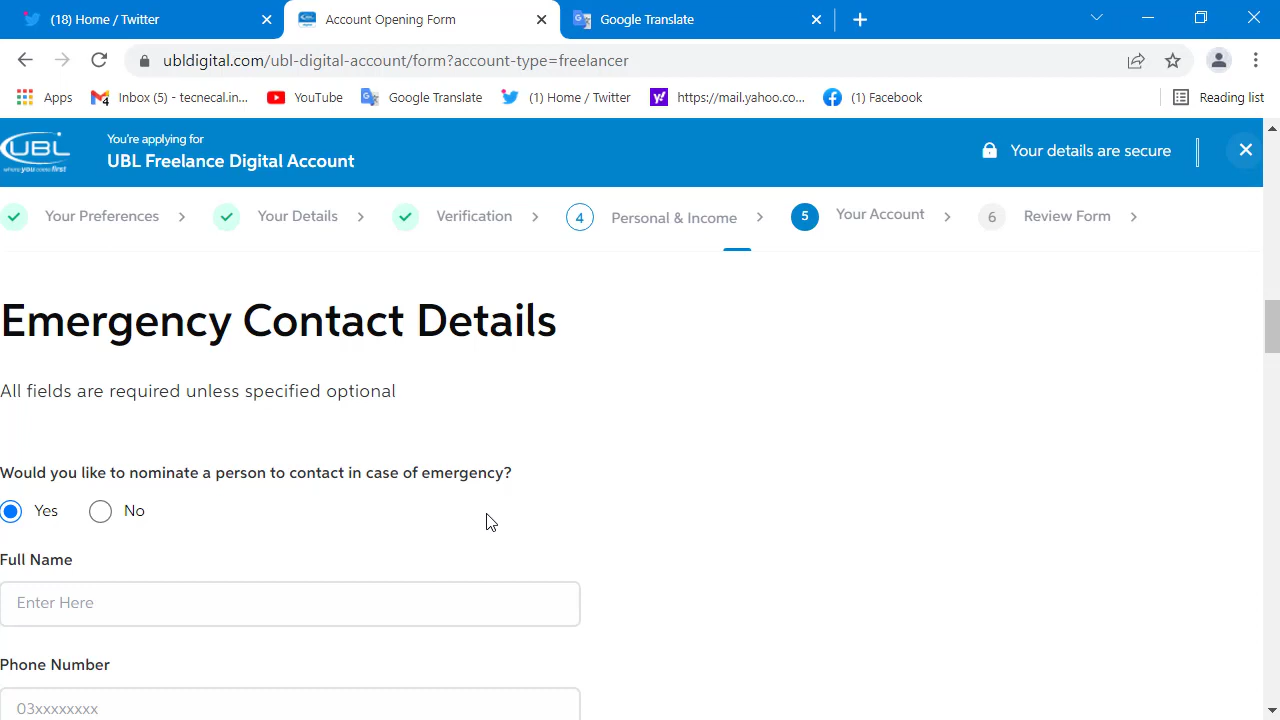 (18) Home / Twitter
Account Opening Form
Google Translate
ubldigital.com/ubl-digital-account/form?account type=freelancer
Apps
Inbox (5) - tecnecal.in...
YouTube
Google Translate
(1) Home / Twitter
https://mail.yahoo.co...
(1) Facebook
Reading list
UBL
where you come first
You're applying for
UBL Freelance Digital Account
Your details are secure
Your Preferences
Your Details
Verification
4 Personal & Income
5 Your Account
6 Review Form
Emergency Contact Details
All fields are required unless specified optional
Would you like to nominate a person to contact in case of emergency?
Yes No
Full Name
Enter Here
Phone Number
03xxxxxxxx